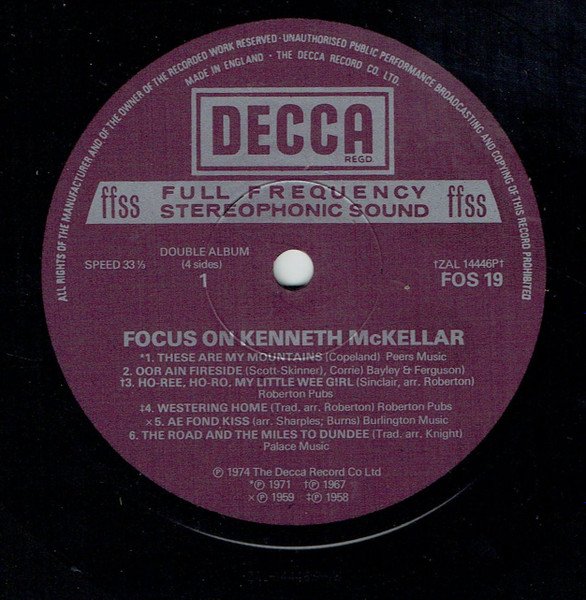 ALL RIGHTS OF THE MANUFACTURER AND OF THE OWNER OF THE RECORDED WORK RESERVED · UNAUTHORISED PUBLIC PERFORMANCE BROADCASTING AND COPYING OF THIS RECORD PROHIBITED
MADE IN ENGLAND · THE DECCA RECORD CO. LTD.
DECCA
REGD.
ffss FULL FREQUENCY ffss
STEREOPHONIC SOUND
DOUBLE ALBUM
SPEED 33⅓ (4 sides) †ZAL 14446P†
1 FOS 19
FOCUS ON KENNETH McKELLAR
*1. THESE ARE MY MOUNTAINS (Copeland) Peers Music
2. OOR AIN FIRESIDE (Scott-Skinner, Corrie) Bayley & Ferguson)
†3. HO-REE, HO-RO, MY LITTLE WEE GIRL (Sinclair, arr. Roberton)
Roberton Pubs
‡4. WESTERING HOME (Trad. arr. Roberton) Roberton Pubs
×5. AE FOND KISS (arr. Sharples; Burns) Burlington Music
6. THE ROAD AND THE MILES TO DUNDEE (Trad. arr. Knight)
Palace Music
℗ 1974 The Decca Record Co Ltd
*℗ 1971 †℗ 1967
×℗ 1959 ‡℗ 1958